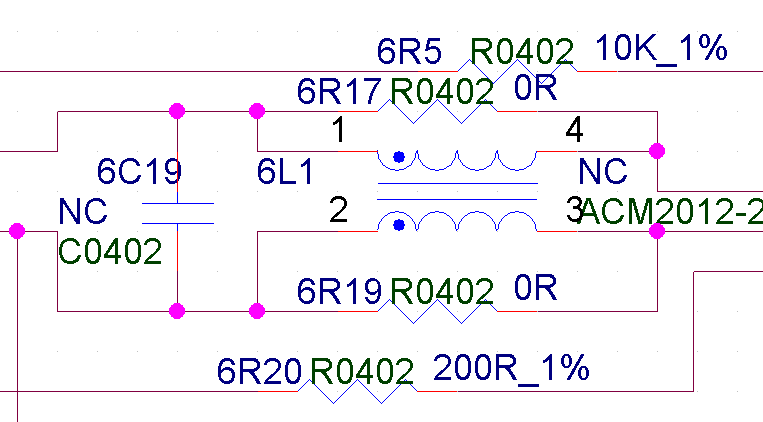 6R5 R0402 10K_1%
6R17 R0402 0R
1 4
6C19 6L1 NC
NC 2 3 ACM2012-2
C0402
6R19 R0402 0R
6R20 R0402 200R_1%